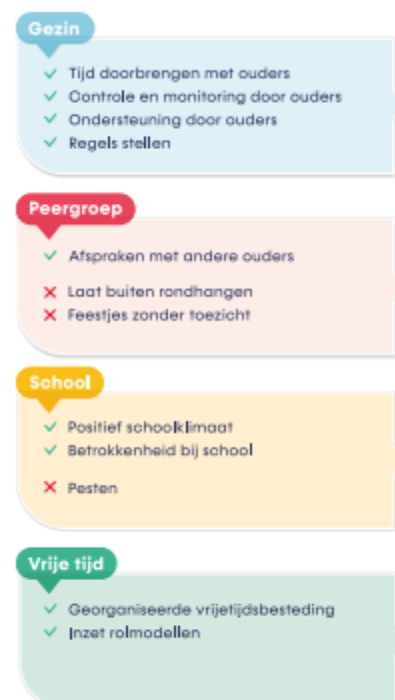 Gezin
Tijd doorbrengen met ouders
Controle en monitoring door ouders
Ondersteuning door ouders
Regels stellen
Peergroep
Afspraken met andere ouders
Laat buiten rondhangen
Feestjes zonder toezicht
School
Positief schoolklimaat
Betrokkenheid bij school
Pesten
Vrije tijd
Georganiseerde vrijetijdsbesteding
Inzet rolmodellen